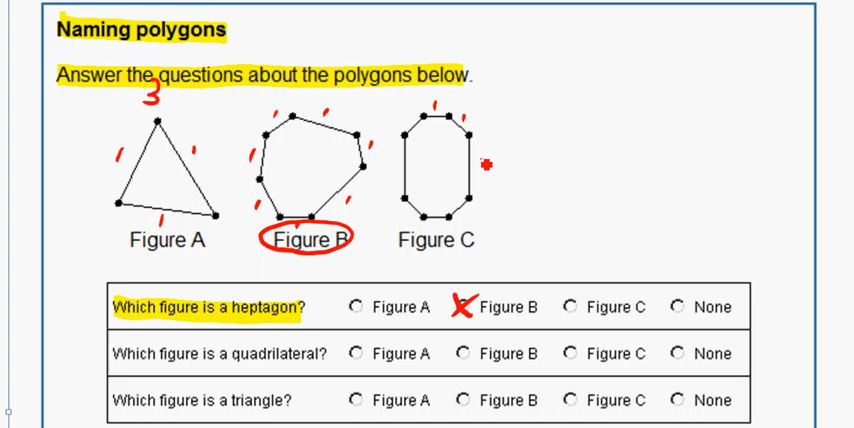 Naming polygons
Answer the questions about the polygons below.
3
Figure A Figure B Figure C
Which figure is a heptagon? Figure A Figure B Figure C None
Which figure is a quadrilateral? Figure A Figure B Figure C None
Which figure is a triangle? Figure A Figure B Figure C None